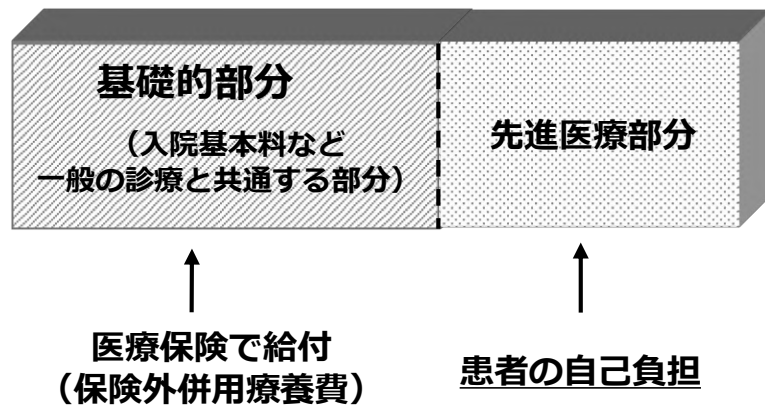 基礎的部分
（入院基本料など
一般の診療と共通する部分）
先進医療部分
医療保険で給付
（保険外併用療養費）
患者の自己負担